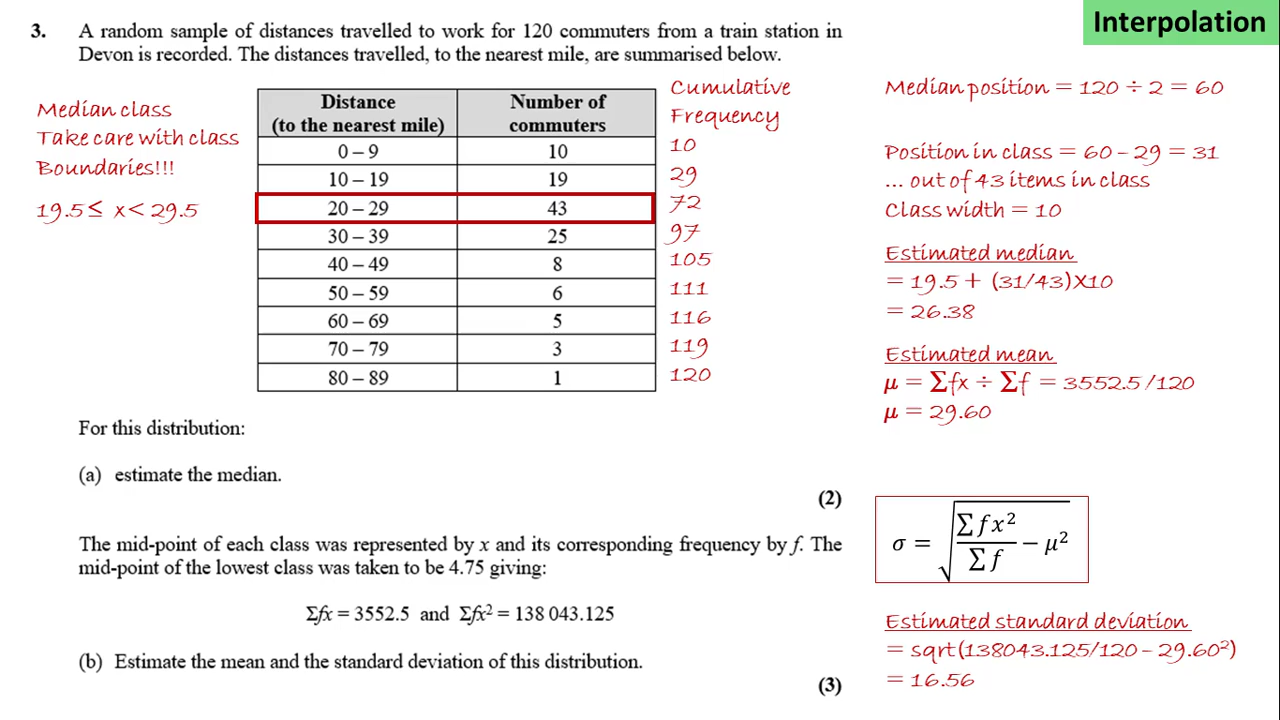 Interpolation
3. A random sample of distances travelled to work for 120 commuters from a train station in
Devon is recorded. The distances travelled, to the nearest mile, are summarised below.
Median class
Take care with class
Boundaries!!!
19.5≤ x< 29.5
Distance (to the nearest mile) Number of commuters Cumulative Frequency
0 – 9 10 10
10 – 19 19 29
20 – 29 43 72
30 – 39 25 97
40 – 49 8 105
50 – 59 6 111
60 – 69 5 116
70 – 79 3 119
80 – 89 1 120
Median position = 120 ÷ 2 = 60
Position in class = 60 – 29 = 31
... out of 43 items in class
Class width = 10
Estimated median
= 19.5 + (31/43)X10
= 26.38
Estimated mean
μ = Σfx ÷ Σf = 3552.5/120
μ = 29.60
For this distribution:
(a) estimate the median.
(2)
The mid-point of each class was represented by x and its corresponding frequency by f. The
mid-point of the lowest class was taken to be 4.75 giving:
Σfx = 3552.5 and Σfx² = 138 043.125
(b) Estimate the mean and the standard deviation of this distribution.
(3)
σ = √(∑fx²/∑f − μ²)
Estimated standard deviation
= sqrt(138043.125/120 – 29.60²)
= 16.56